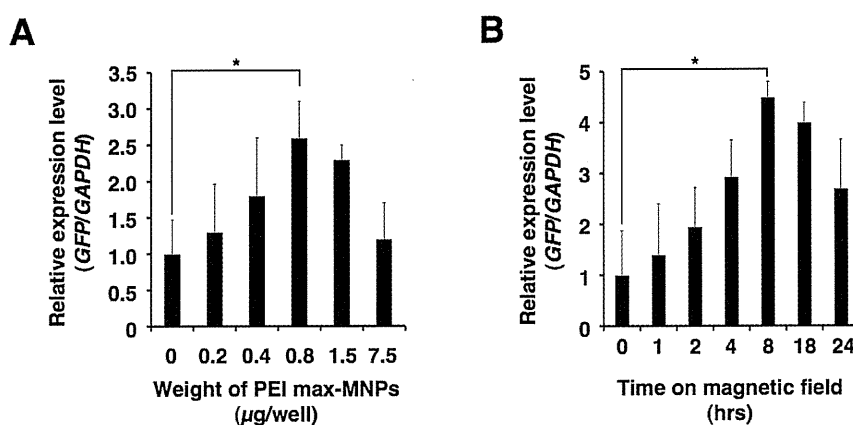 A
*
Relative expression level
(GFP/GAPDH)
3.5
3.0
2.5
2.0
1.5
1.0
0.5
0
0 0.2 0.4 0.8 1.5 7.5
Weight of PEI max-MNPs
(µg/well)
B
*
Relative expression level
(GFP/GAPDH)
5
4
3
2
1
0
0 1 2 4 8 18 24
Time on magnetic field
(hrs)